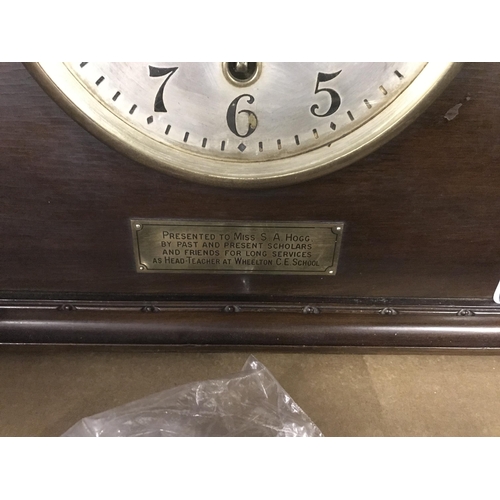 7 6 5
PRESENTED TO MISS S. A. HOGG
BY PAST AND PRESENT SCHOLARS
AND FRIENDS FOR LONG SERVICES
AS HEAD-TEACHER AT WHEELTON C.E. SCHOOL